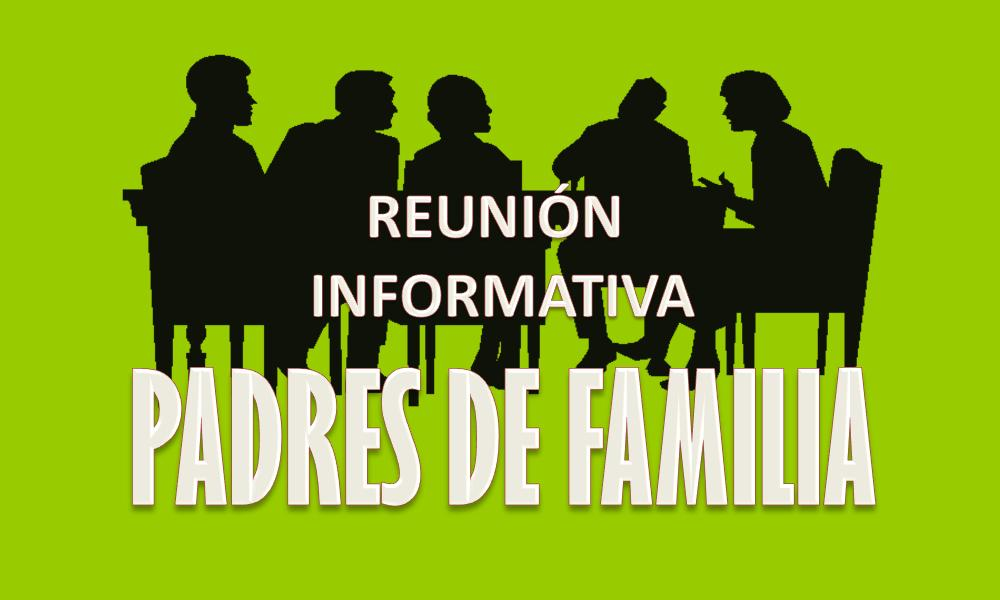 REUNIÓN
INFORMATIVA
PADRES DE FAMILIA